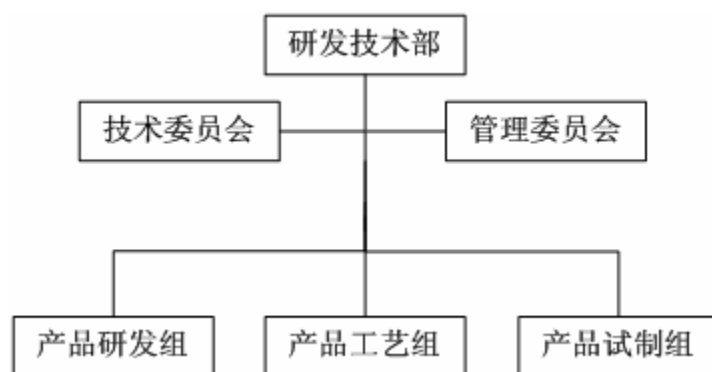 研发技术部
技术委员会
管理委员会
产品研发组
产品工艺组
产品试制组